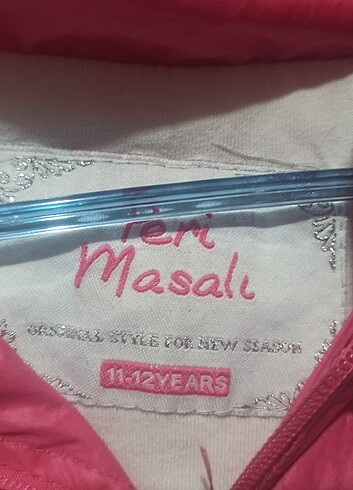 Peri
Masalı
ORIGINAL STYLE FOR NEW SEASON
11-12YEARS